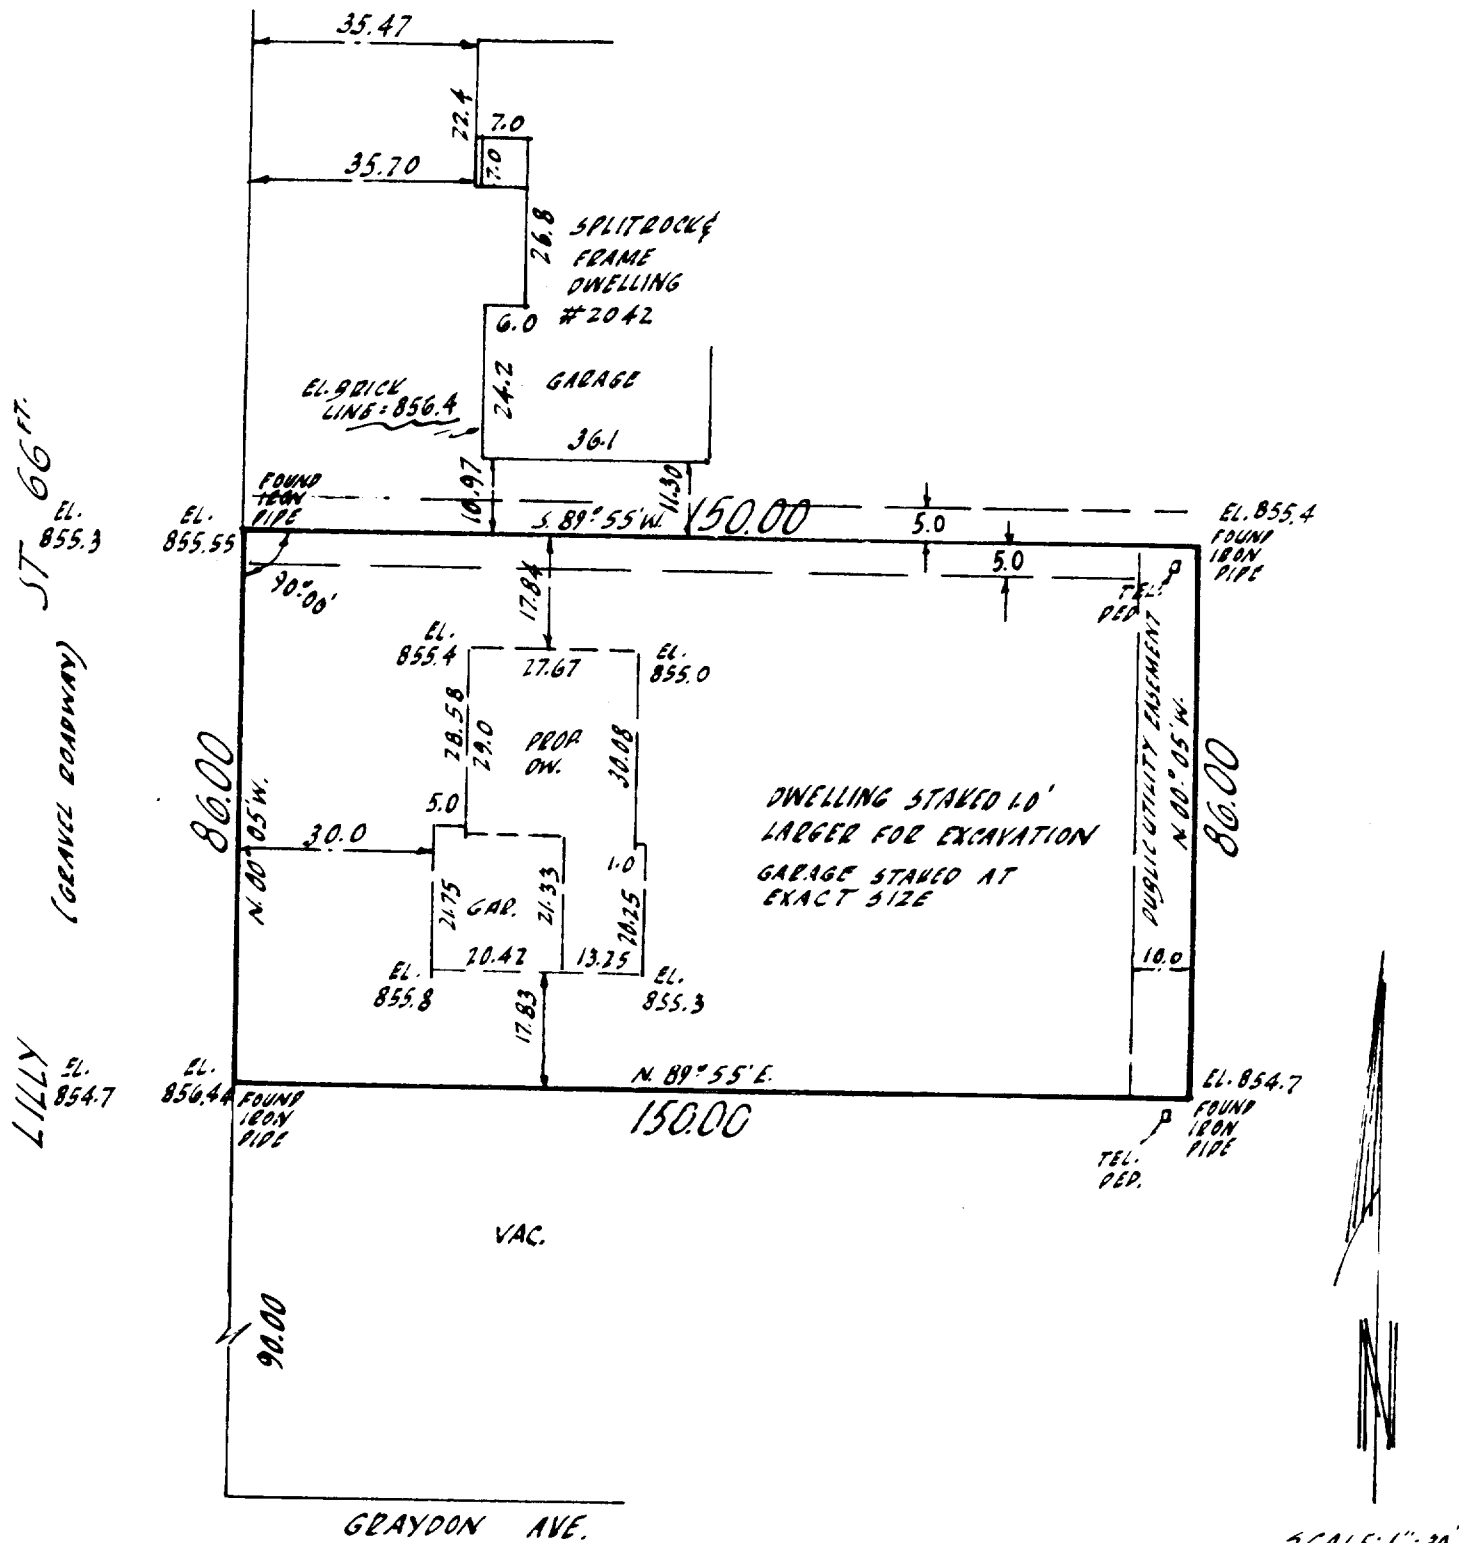 35.47
22.4
7.0
7.0
35.70
26.8
SPLITROCK &
FRAME
DWELLING
#2042
6.0
24.2
GARAGE
EL. BRICK
LINE = 856.4
36.1
10.97
11.30
FOUND
IRON
PIPE
S. 89° 55' W.
150.00
5.0
5.0
EL. 855.4
FOUND
IRON
PIPE
EL.
855.3
EL.
855.55
90° 00'
17.84
TEL.
PED.
EL.
855.4
27.67
EL.
855.0
28.58
29.0
PROP.
DW.
30.08
PUBLIC UTILITY EASEMENT
N. 00° 05' W.
86.00
86.00
N. 00° 05' W.
5.0
30.0
DWELLING STAKED 1.0'
LARGER FOR EXCAVATION
GARAGE STAKED AT
EXACT SIZE
1.0
21.75
GAR.
21.33
20.25
20.42
13.25
10.0
EL.
855.8
EL.
855.3
17.83
LILLY ST 66 FT.
(GRAVEL ROADWAY)
EL.
854.7
EL.
856.44
FOUND
IRON
PIPE
N. 89° 55' E.
150.00
EL. 854.7
FOUND
IRON
PIPE
TEL.
PED.
VAC.
90.00
N
GRAYDON AVE.
SCALE: 1" = 20'